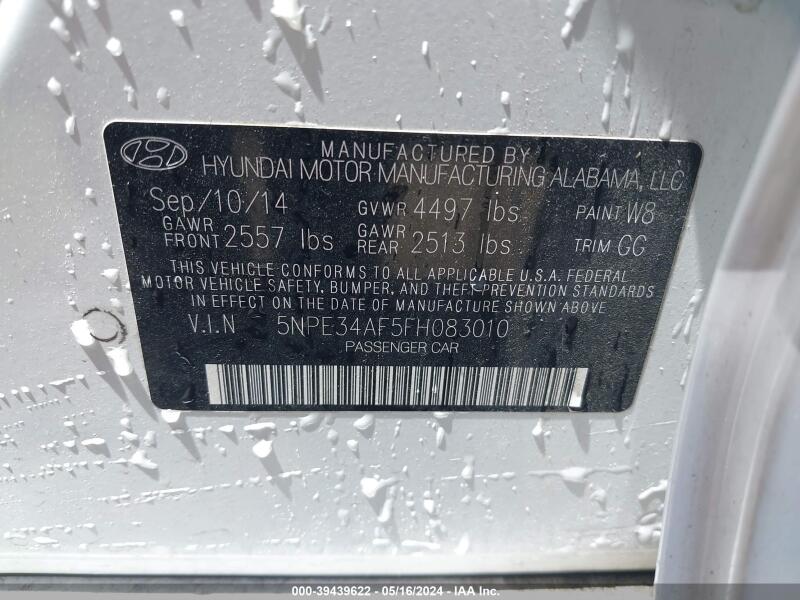 MANUFACTURED BY
HYUNDAI MOTOR MANUFACTURING ALABAMA, LLC
Sep/10/14 GVWR 4497 lbs PAINT W8
GAWR FRONT 2557 lbs GAWR REAR 2513 lbs TRIM GG
THIS VEHICLE CONFORMS TO ALL APPLICABLE U.S.A. FEDERAL
MOTOR VEHICLE SAFETY, BUMPER, AND THEFT PREVENTION STANDARDS
IN EFFECT ON THE DATE OF MANUFACTURE SHOWN ABOVE.
V.I.N 5NPE34AF5FH083010
PASSENGER CAR
000-39439622 - 05/16/2024 - IAA Inc.